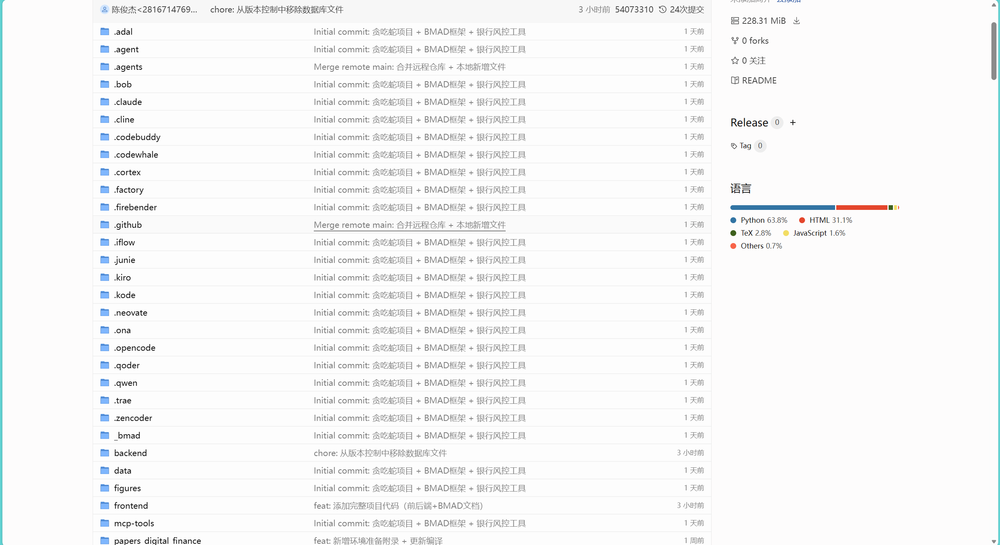 陈俊杰<2816714769... chore: 从版本控制中移除数据库文件 3 小时前 54073310 24次提交
.adal Initial commit: 贪吃蛇项目 + BMAD框架 + 银行风控工具 1 天前
.agent Initial commit: 贪吃蛇项目 + BMAD框架 + 银行风控工具 1 天前
.agents Merge remote main: 合并远程仓库 + 本地新增文件 1 天前
.bob Initial commit: 贪吃蛇项目 + BMAD框架 + 银行风控工具 1 天前
.claude Initial commit: 贪吃蛇项目 + BMAD框架 + 银行风控工具 1 天前
.cline Initial commit: 贪吃蛇项目 + BMAD框架 + 银行风控工具 1 天前
.codebuddy Initial commit: 贪吃蛇项目 + BMAD框架 + 银行风控工具 1 天前
.codewhale Initial commit: 贪吃蛇项目 + BMAD框架 + 银行风控工具 1 天前
.cortex Initial commit: 贪吃蛇项目 + BMAD框架 + 银行风控工具 1 天前
.factory Initial commit: 贪吃蛇项目 + BMAD框架 + 银行风控工具 1 天前
.firebender Initial commit: 贪吃蛇项目 + BMAD框架 + 银行风控工具 1 天前
.github Merge remote main: 合并远程仓库 + 本地新增文件 1 天前
.iflow Initial commit: 贪吃蛇项目 + BMAD框架 + 银行风控工具 1 天前
.junie Initial commit: 贪吃蛇项目 + BMAD框架 + 银行风控工具 1 天前
.kiro Initial commit: 贪吃蛇项目 + BMAD框架 + 银行风控工具 1 天前
.kode Initial commit: 贪吃蛇项目 + BMAD框架 + 银行风控工具 1 天前
.neovate Initial commit: 贪吃蛇项目 + BMAD框架 + 银行风控工具 1 天前
.ona Initial commit: 贪吃蛇项目 + BMAD框架 + 银行风控工具 1 天前
.opencode Initial commit: 贪吃蛇项目 + BMAD框架 + 银行风控工具 1 天前
.qoder Initial commit: 贪吃蛇项目 + BMAD框架 + 银行风控工具 1 天前
.qwen Initial commit: 贪吃蛇项目 + BMAD框架 + 银行风控工具 1 天前
.trae Initial commit: 贪吃蛇项目 + BMAD框架 + 银行风控工具 1 天前
.zencoder Initial commit: 贪吃蛇项目 + BMAD框架 + 银行风控工具 1 天前
_bmad Initial commit: 贪吃蛇项目 + BMAD框架 + 银行风控工具 1 天前
backend chore: 从版本控制中移除数据库文件 3 小时前
data Initial commit: 贪吃蛇项目 + BMAD框架 + 银行风控工具 1 天前
figures Initial commit: 贪吃蛇项目 + BMAD框架 + 银行风控工具 1 天前
frontend feat: 添加完整项目代码（前后端+BMAD文档） 3 小时前
mcp-tools Initial commit: 贪吃蛇项目 + BMAD框架 + 银行风控工具 1 天前
papers_digital_finance feat: 新增环境准备附录 + 更新编译 1 周前
228.31 MiB
0 forks
0 关注
README
Release 0 +
Tag 0
语言
Python 63.8% HTML 31.1%
TeX 2.8% JavaScript 1.6%
Others 0.7%